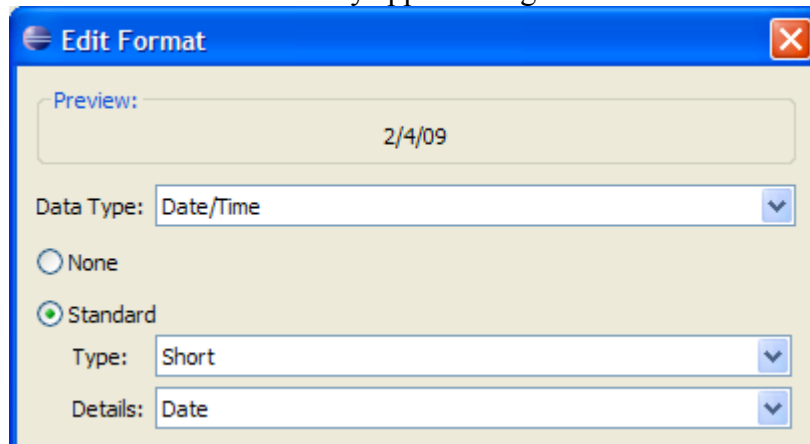 Edit Format
Preview:
2/4/09
Data Type: Date/Time
None
Standard
Type: Short
Details: Date